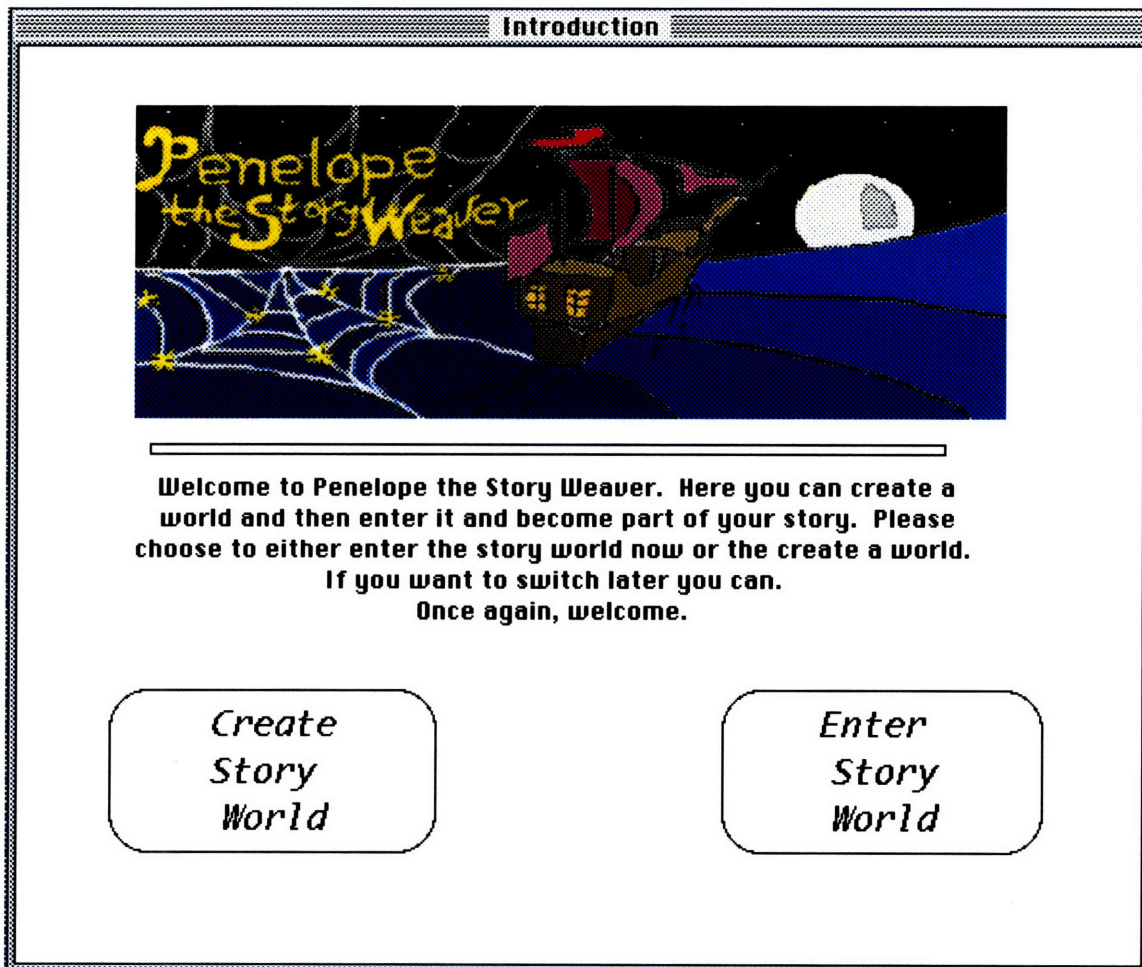 Introduction
Penelope
the Story Weaver
Welcome to Penelope the Story Weaver.  Here you can create a
world and then enter it and become part of your story.  Please
choose to either enter the story world now or the create a world.
If you want to switch later you can.
Once again, welcome.
Create
Story
World
Enter
Story
World